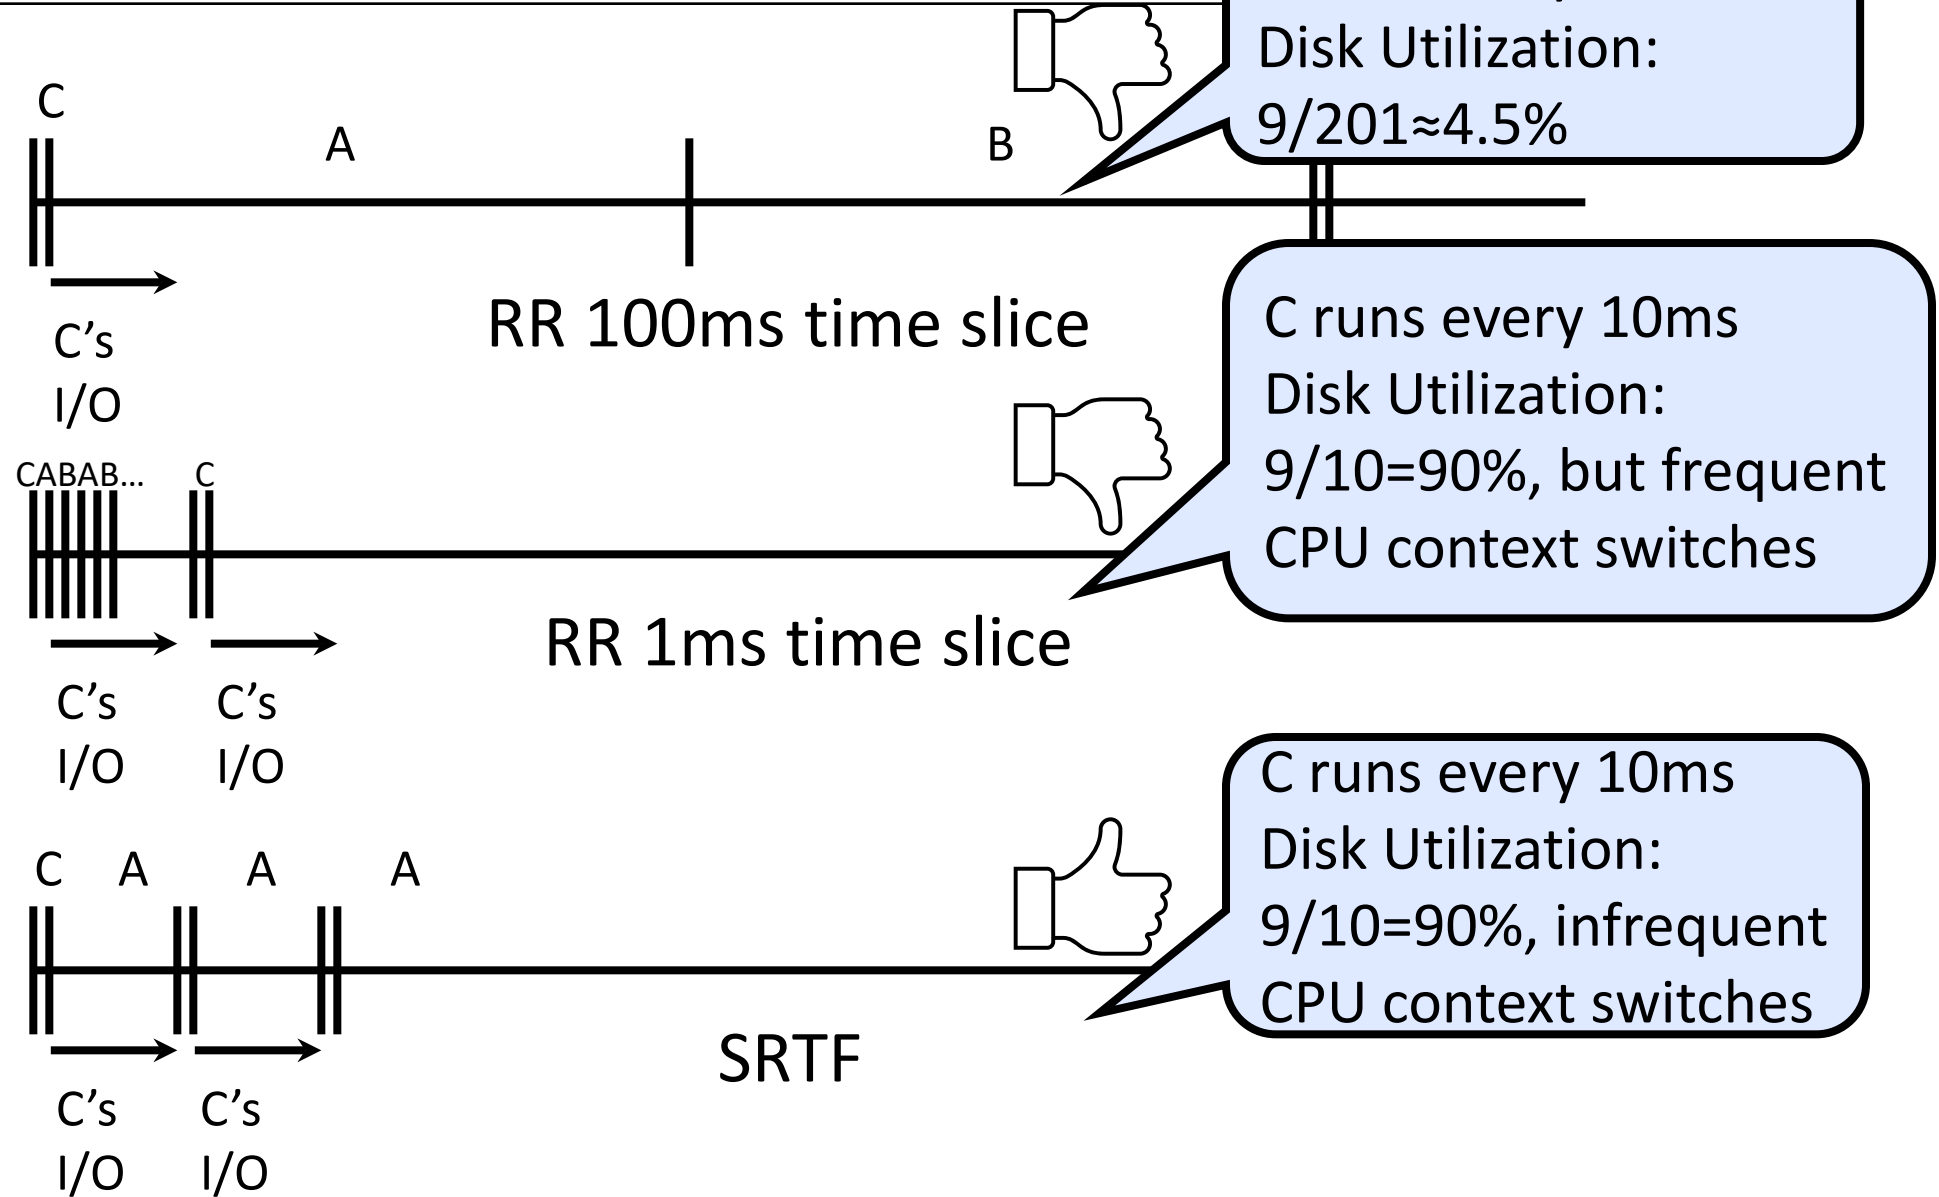 Disk Utilization:
9/201≈4.5%
C
A
B
C's
I/O
RR 100ms time slice
C runs every 10ms
Disk Utilization:
9/10=90%, but frequent
CPU context switches
CABAB...
C
C's
I/O
C's
I/O
RR 1ms time slice
C runs every 10ms
Disk Utilization:
9/10=90%, infrequent
CPU context switches
C
A
A
A
C's
I/O
C's
I/O
SRTF